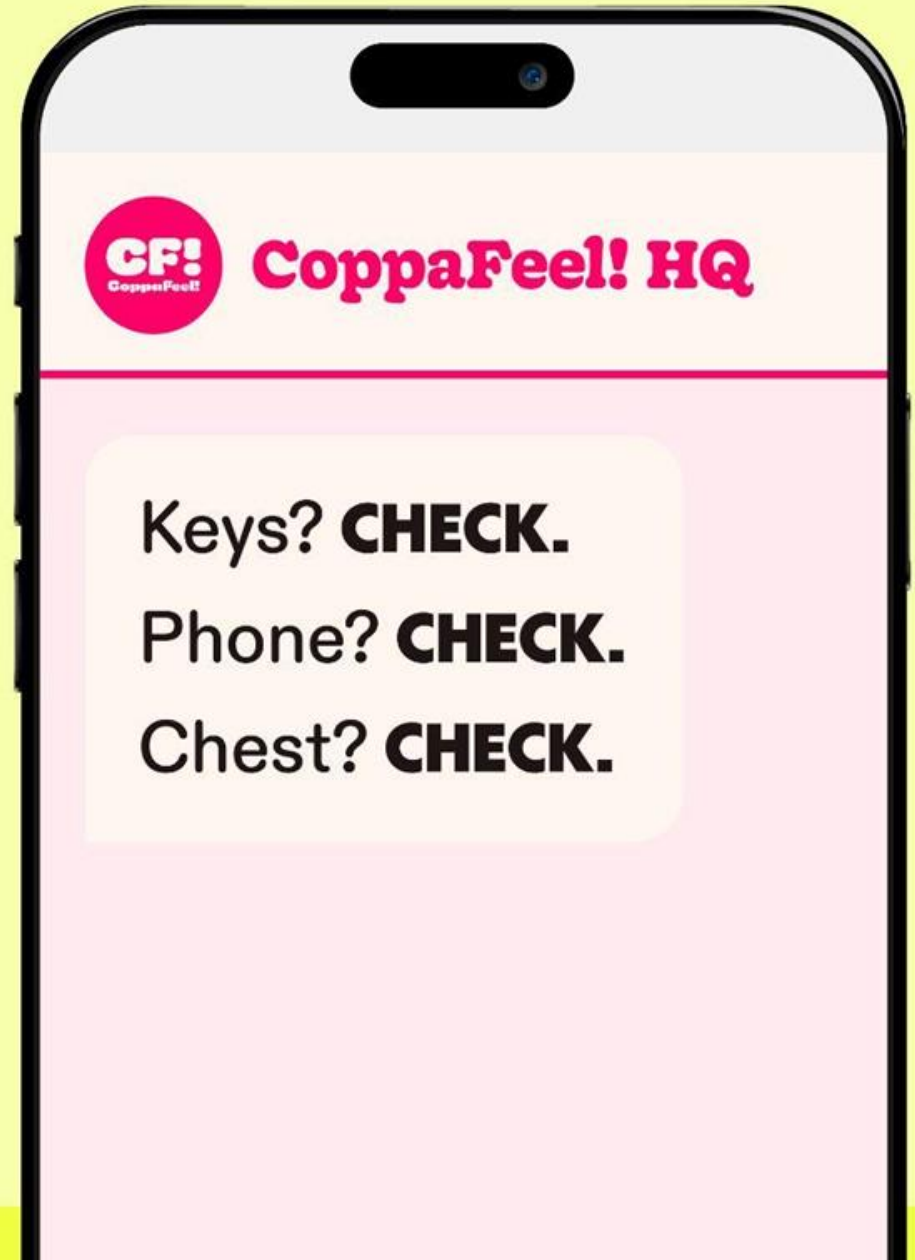 CF!
CoppaFeel!
CoppaFeel! HQ
Keys? CHECK.
Phone? CHECK.
Chest? CHECK.